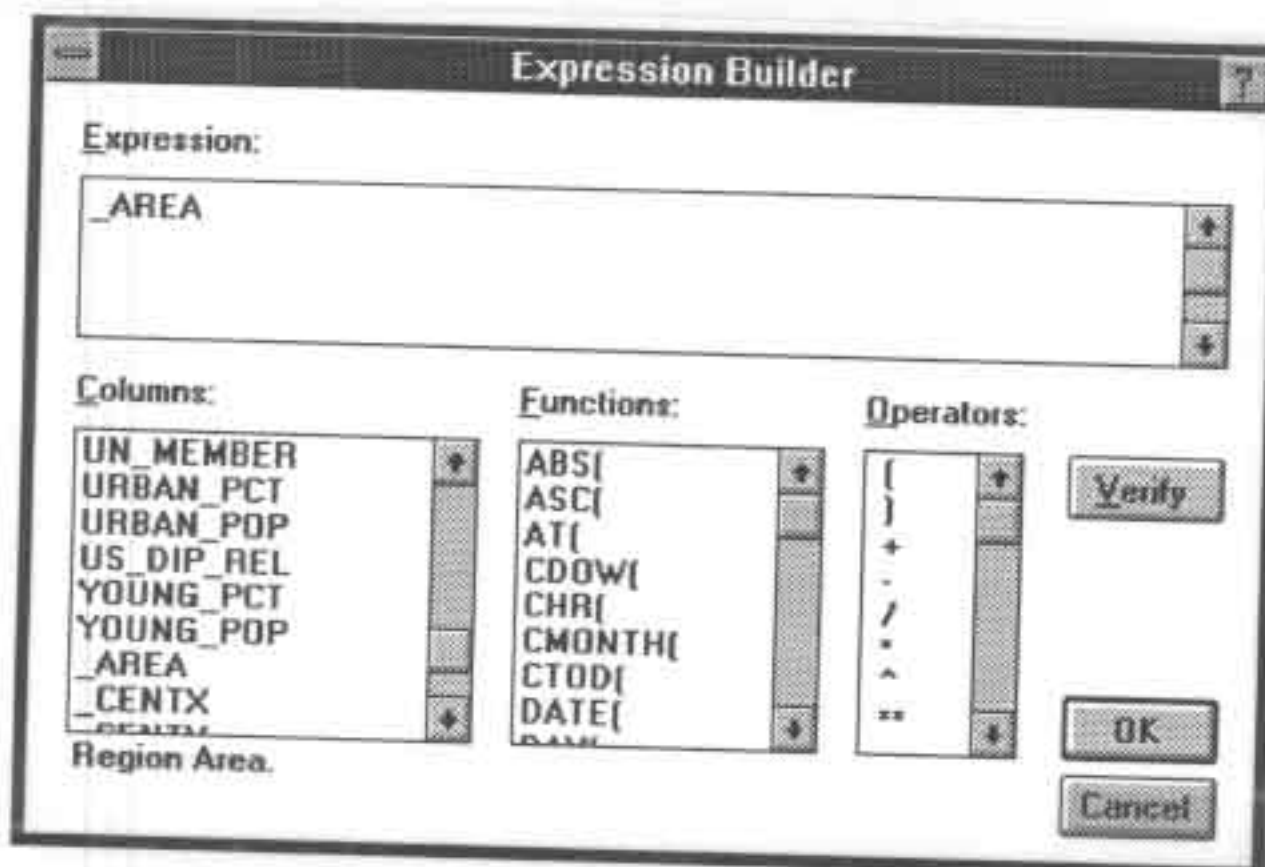 Expression Builder
?
Expression:
_AREA
Columns:
UN_MEMBER
URBAN_PCT
URBAN_POP
US_DIP_REL
YOUNG_PCT
YOUNG_POP
_AREA
_CENTX
Region Area.
Functions:
ABS(
ASC(
AT(
CDOW(
CHR(
CMONTH(
CTOD(
DATE(
Operators:
(
)
+
-
/
*
^
**
Verify
OK
Cancel